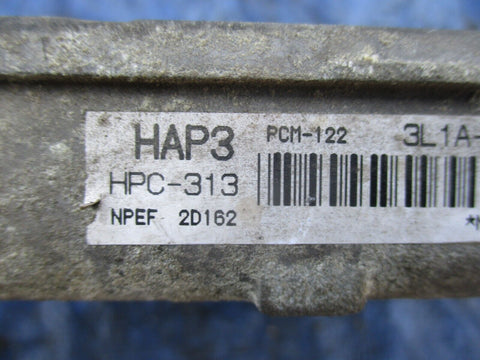 HAP3 PCM-122 3L1A-
HPC-313
NPEF 2D162